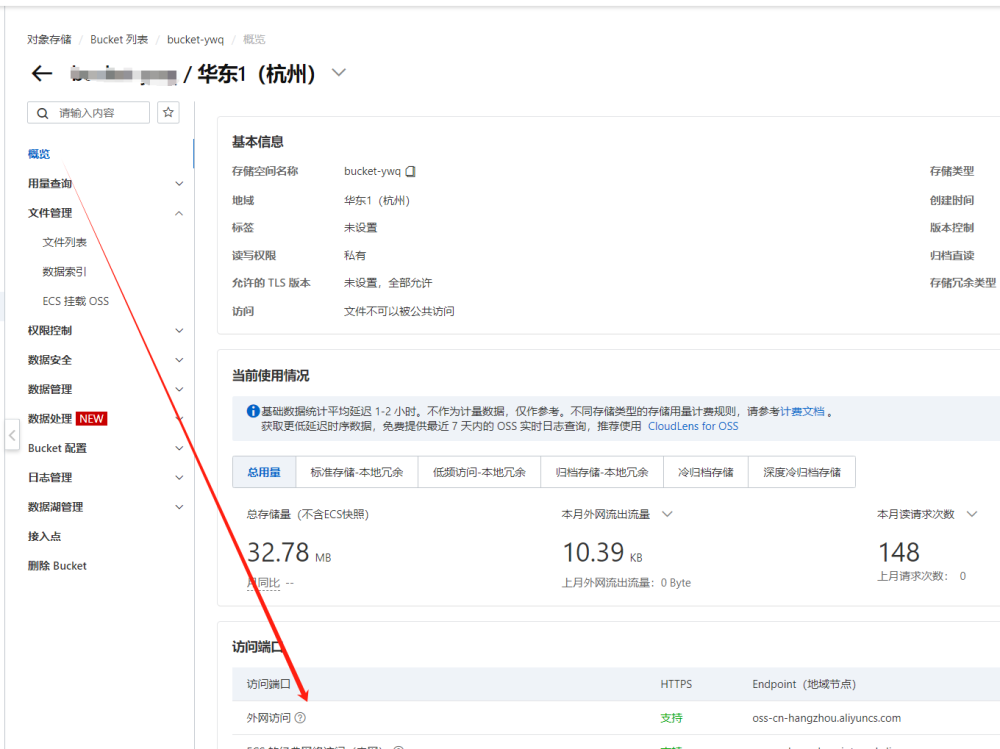 对象存储 / Bucket 列表 / bucket-ywq / 概览
/ 华东1（杭州）
请输入内容
概览
用量查询
文件管理
文件列表
数据索引
ECS 挂载 OSS
权限控制
数据安全
数据管理
数据处理 NEW
Bucket 配置
日志管理
数据湖管理
接入点
删除 Bucket
基本信息
存储空间名称 bucket-ywq 存储类型
地域 华东1（杭州） 创建时间
标签 未设置 版本控制
读写权限 私有 归档直读
允许的 TLS 版本 未设置，全部允许 存储冗余类型
访问 文件不可以被公共访问
当前使用情况
基础数据统计平均延迟 1-2 小时。不作为计量数据，仅作参考。不同存储类型的存储用量计费规则，请参考计费文档 。
获取更低延迟时序数据，免费提供最近 7 天内的 OSS 实时日志查询，推荐使用 CloudLens for OSS
总用量 标准存储-本地冗余 低频访问-本地冗余 归档存储-本地冗余 冷归档存储 深度冷归档存储
总存储量（不含ECS快照） 本月外网流出流量 本月读请求次数
32.78 MB 10.39 KB 148
月同比 -- 上月外网流出流量：0 Byte 上月请求次数： 0
访问端口
访问端口 HTTPS Endpoint（地域节点）
外网访问 支持 oss-cn-hangzhou.aliyuncs.com